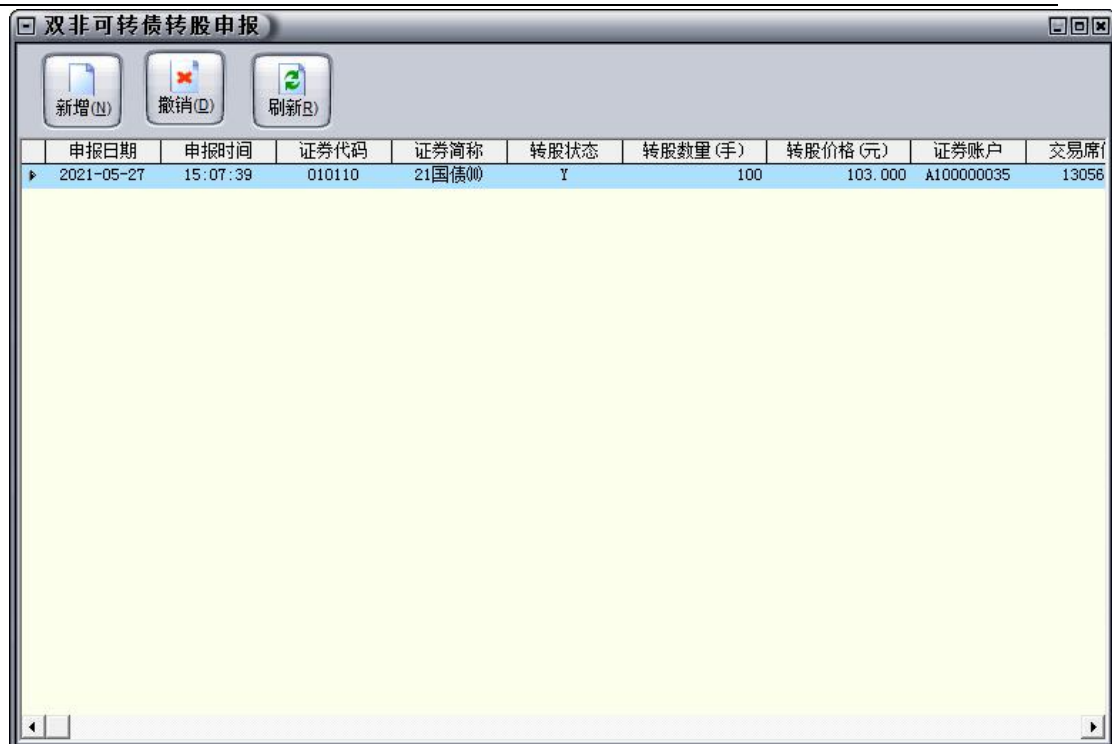 双非可转债转股申报
新增(N) 撤销(D) 刷新R)
申报日期 申报时间 证券代码 证券简称 转股状态 转股数量(手) 转股价格(元) 证券账户 交易席
2021-05-27 15:07:39 010110 21国债⑽ Y 100 103.000 A100000035 13056